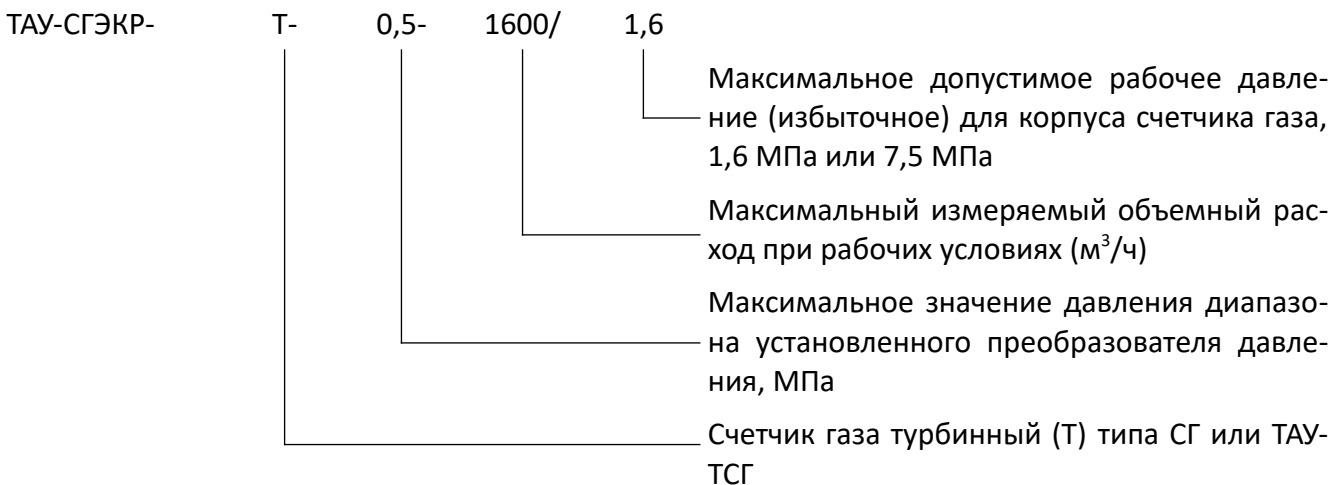 ТАУ-СГЭКР- Т- 0,5- 1600/ 1,6
Максимальное допустимое рабочее давле-
ние (избыточное) для корпуса счетчика газа,
1,6 МПа или 7,5 МПа
Максимальный измеряемый объемный рас-
ход при рабочих условиях (м³/ч)
Максимальное значение давления диапазо-
на установленного преобразователя давле-
ния, МПа
Счетчик газа турбинный (Т) типа СГ или ТАУ-
ТСГ